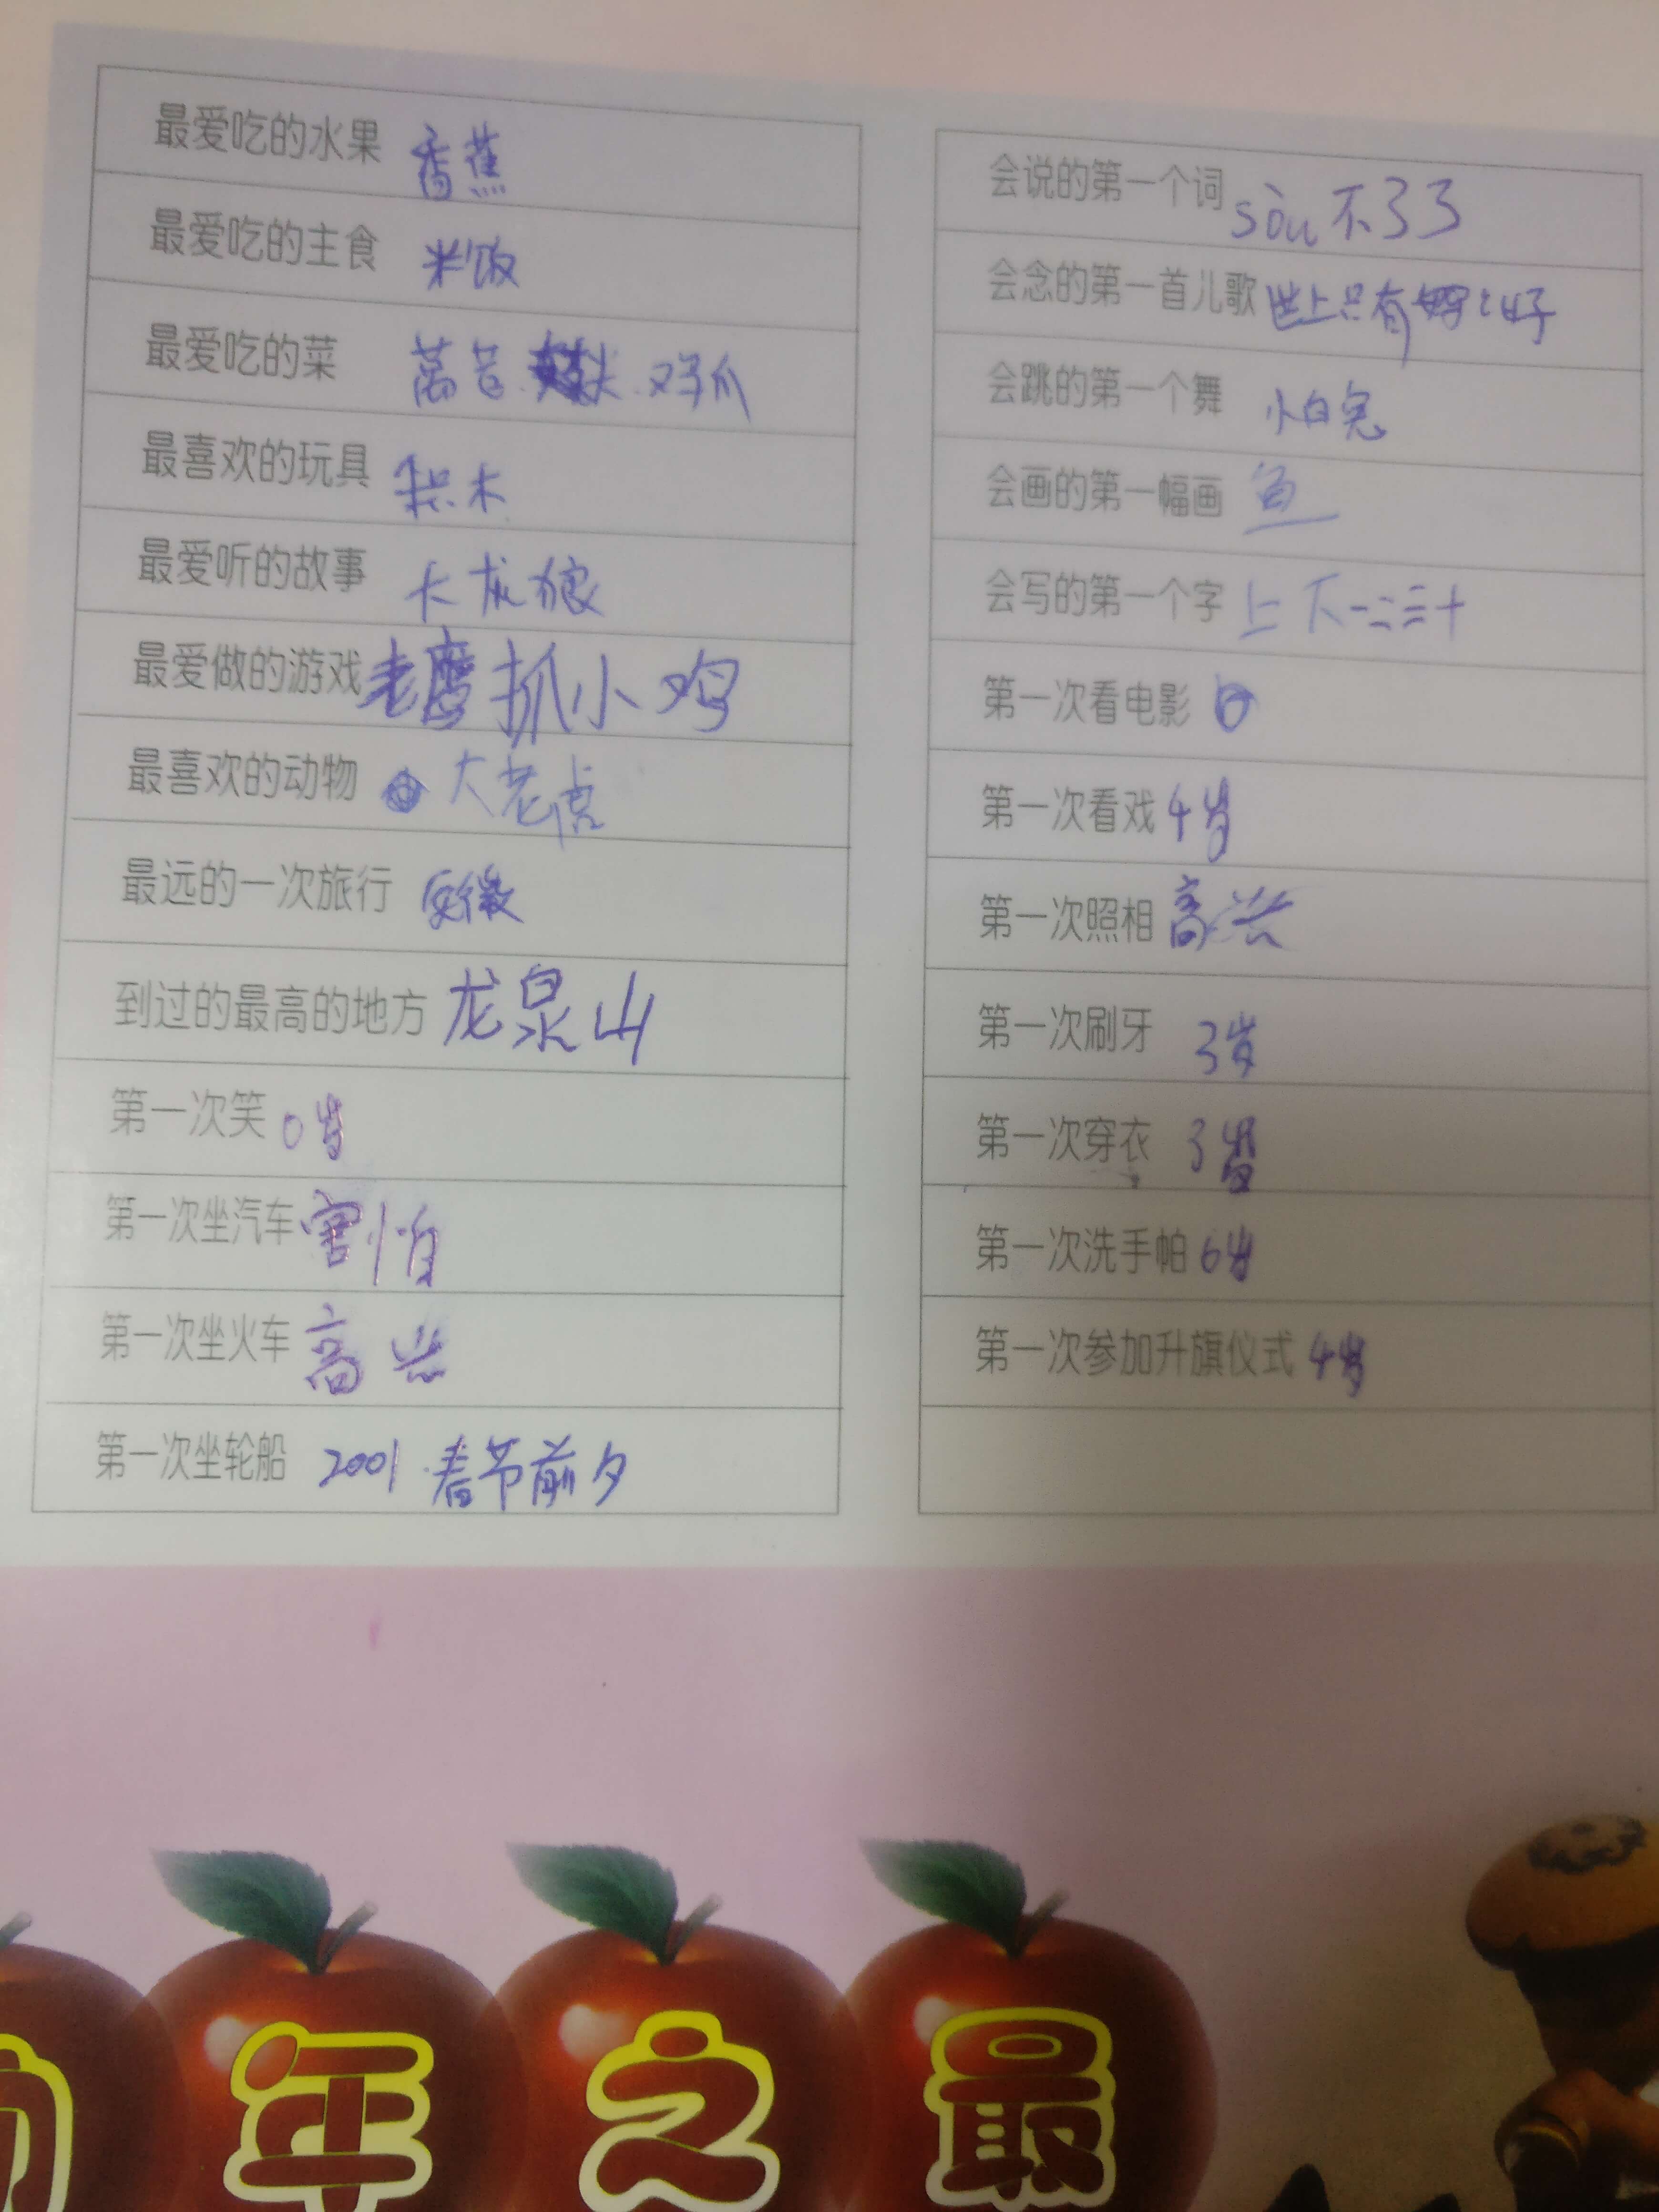 最爱吃的水果 香蕉
最爱吃的主食 米饭
最爱吃的菜 莴苣 鸡爪
最喜欢的玩具 积木
最爱听的故事 大灰狼
最爱做的游戏 老鹰抓小鸡
最喜欢的动物 大老虎
最远的一次旅行 安徽
到过的最高的地方 龙泉山
第一次笑 0岁
第一次坐汽车 害怕
第一次坐火车 高兴
第一次坐轮船 2001.春节前夕
会说的第一个词 sòu不了了
会念的第一首儿歌 世上只有妈妈好
会跳的第一个舞 小白兔
会画的第一幅画 鱼
会写的第一个字 上下一二三十
第一次看电影
第一次看戏 4岁
第一次照相 高兴
第一次刷牙 3岁
第一次穿衣 3岁
第一次洗手帕 6岁
第一次参加升旗仪式 4岁
年之最